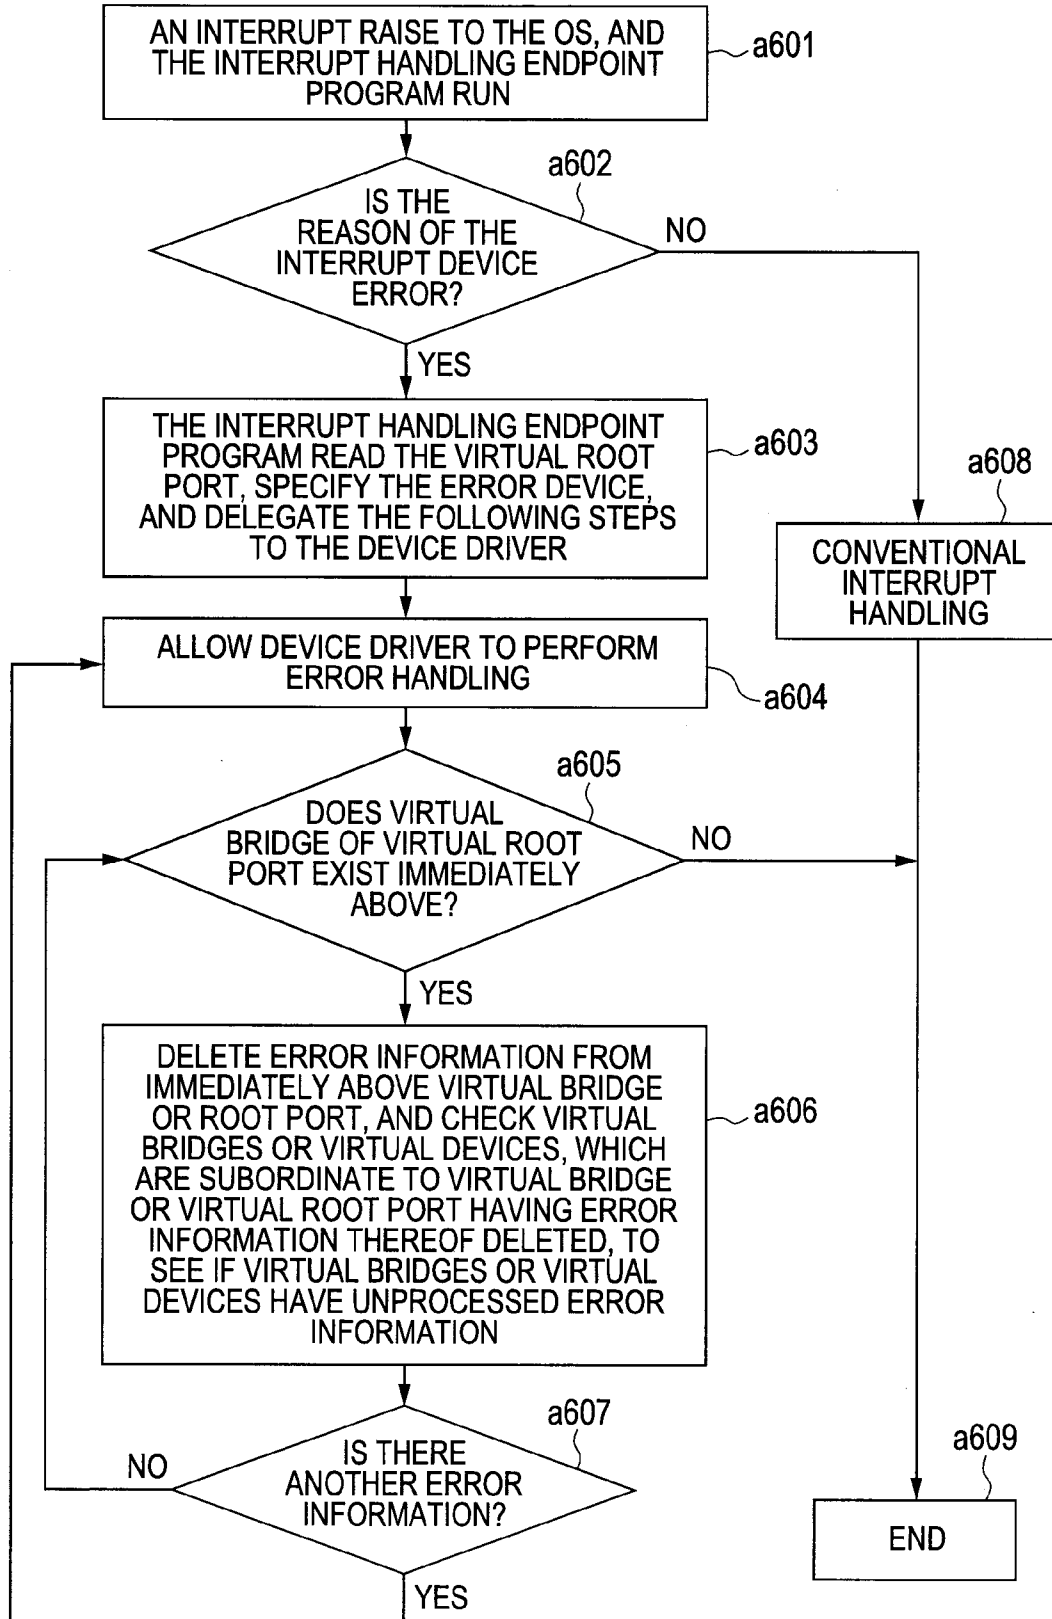 AN INTERRUPT RAISE TO THE OS, AND
THE INTERRUPT HANDLING ENDPOINT
PROGRAM RUN
a601
a602
IS THE
REASON OF THE
INTERRUPT DEVICE
ERROR?
NO
YES
THE INTERRUPT HANDLING ENDPOINT
PROGRAM READ THE VIRTUAL ROOT
PORT, SPECIFY THE ERROR DEVICE,
AND DELEGATE THE FOLLOWING STEPS
TO THE DEVICE DRIVER
a603
a608
CONVENTIONAL
INTERRUPT
HANDLING
ALLOW DEVICE DRIVER TO PERFORM
ERROR HANDLING
a604
a605
DOES VIRTUAL
BRIDGE OF VIRTUAL ROOT
PORT EXIST IMMEDIATELY
ABOVE?
NO
YES
DELETE ERROR INFORMATION FROM
IMMEDIATELY ABOVE VIRTUAL BRIDGE
OR ROOT PORT, AND CHECK VIRTUAL
BRIDGES OR VIRTUAL DEVICES, WHICH
ARE SUBORDINATE TO VIRTUAL BRIDGE
OR VIRTUAL ROOT PORT HAVING ERROR
INFORMATION THEREOF DELETED, TO
SEE IF VIRTUAL BRIDGES OR VIRTUAL
DEVICES HAVE UNPROCESSED ERROR
INFORMATION
a606
a607
IS THERE
ANOTHER ERROR
INFORMATION?
NO
YES
a609
END